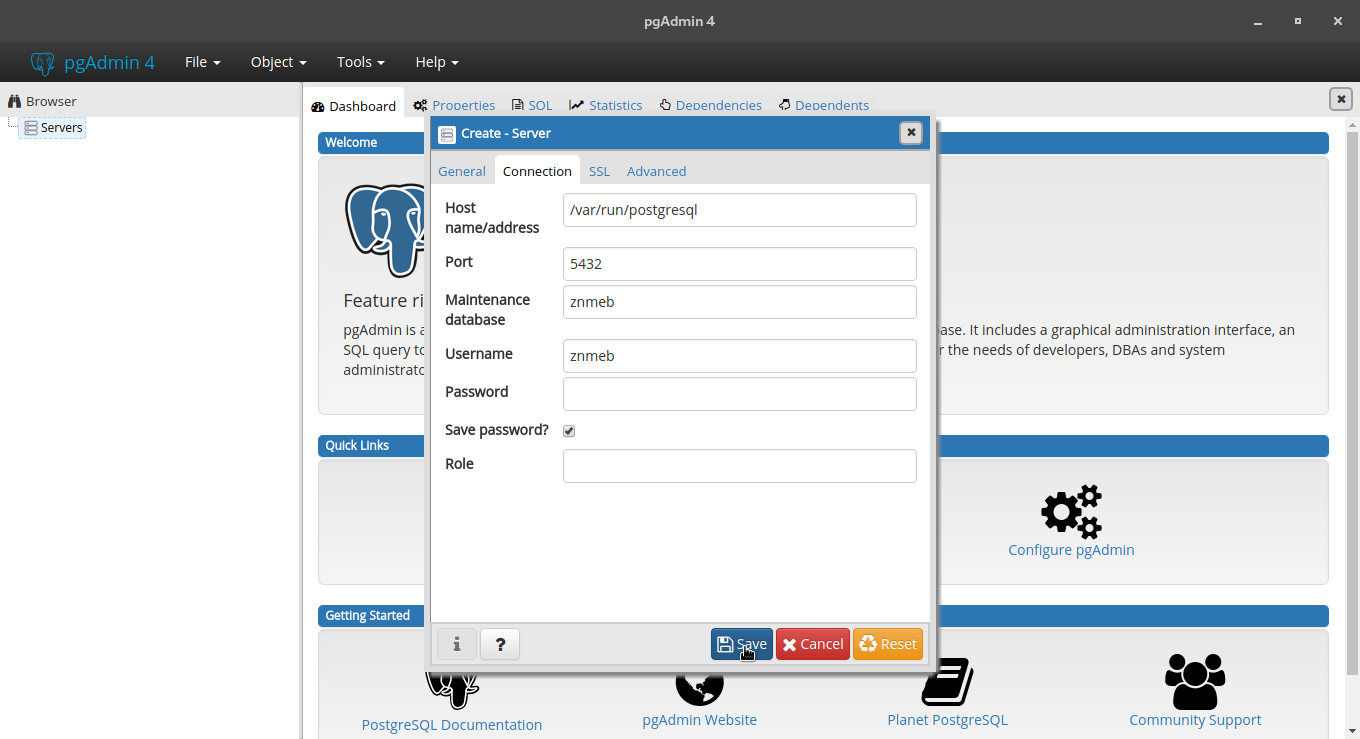 pgAdmin 4
pgAdmin 4 File Object Tools Help
Browser
Servers
Dashboard Properties SQL Statistics Dependencies Dependents
Welcome
Feature ri
pgAdmin is a
SQL query to
administrato
ase. It includes a graphical administration interface, an
r the needs of developers, DBAs and system
Create - Server
General Connection SSL Advanced
Host
name/address
/var/run/postgresql
Port
5432
Maintenance
database
znmeb
Username
znmeb
Password
Save password?
Role
i ? Save Cancel Reset
Quick Links
Configure pgAdmin
Getting Started
PostgreSQL Documentation
pgAdmin Website
Planet PostgreSQL
Community Support